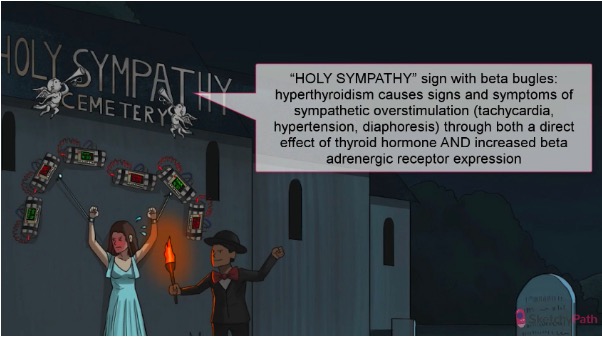 HOLY SYMPATHY
CEMETERY
“HOLY SYMPATHY” sign with beta bugles:
hyperthyroidism causes signs and symptoms of
sympathetic overstimulation (tachycardia,
hypertension, diaphoresis) through both a direct
effect of thyroid hormone AND increased beta
adrenergic receptor expression
SketchyPath